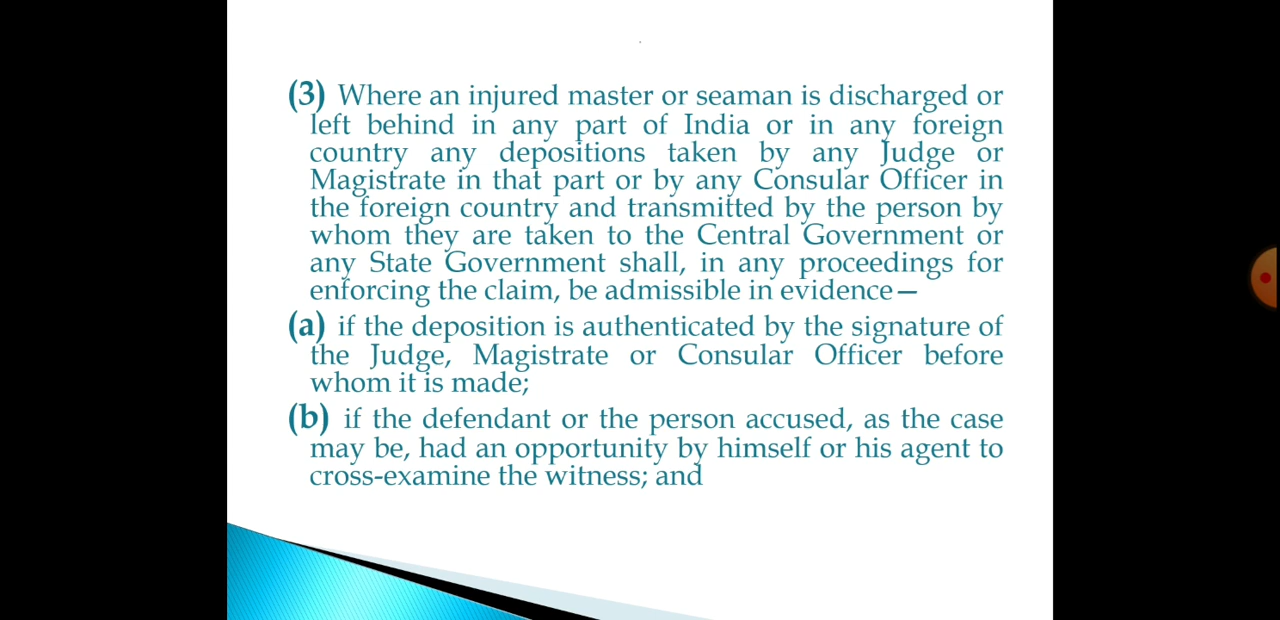 (3) Where an injured master or seaman is discharged or
left behind in any part of India or in any foreign
country any depositions taken by any Judge or
Magistrate in that part or by any Consular Officer in
the foreign country and transmitted by the person by
whom they are taken to the Central Government or
any State Government shall, in any proceedings for
enforcing the claim, be admissible in evidence—
(a) if the deposition is authenticated by the signature of
the Judge, Magistrate or Consular Officer before
whom it is made;
(b) if the defendant or the person accused, as the case
may be, had an opportunity by himself or his agent to
cross-examine the witness; and